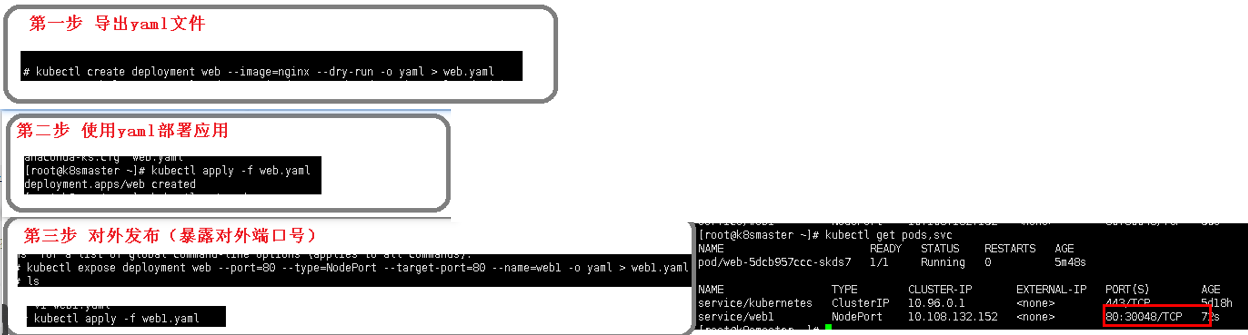 第一步 导出yaml文件
# kubectl create deployment web --image=nginx --dry-run -o yaml > web.yaml
第二步 使用yaml部署应用
anaconda-ks.cfg web.yaml
[root@k8smaster ~]# kubectl apply -f web.yaml
deployment.apps/web created
第三步 对外发布（暴露对外端口号）
for a list of global command-line options (applies to all commands).
# kubectl expose deployment web --port=80 --type=NodePort --target-port=80 --name=web1 -o yaml > web1.yaml
# ls
vi web1.yaml
kubectl apply -f web1.yaml
[root@k8smaster ~]# kubectl get pods,svc
NAME READY STATUS RESTARTS AGE
pod/web-5dcb957ccc-skds7 1/1 Running 0 5m48s
NAME TYPE CLUSTER-IP EXTERNAL-IP PORT(S) AGE
service/kubernetes ClusterIP 10.96.0.1 <none> 443/TCP 5d18h
service/web1 NodePort 10.108.132.152 <none> 80:30048/TCP 72s
[root@k8smaster ~]#